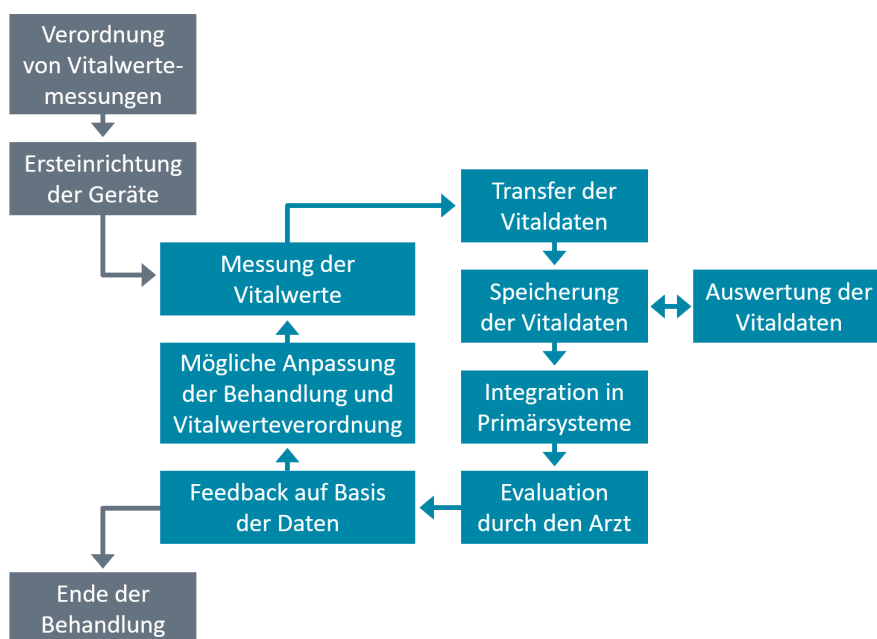 Verordnung
von Vitalwerte-
messungen
Ersteinrichtung
der Geräte
Messung der
Vitalwerte
Transfer der
Vitaldaten
Speicherung
der Vitaldaten
Auswertung der
Vitaldaten
Integration in
Primärsysteme
Evaluation
durch den Arzt
Feedback auf Basis
der Daten
Mögliche Anpassung
der Behandlung und
Vitalwerteverordnung
Ende der
Behandlung